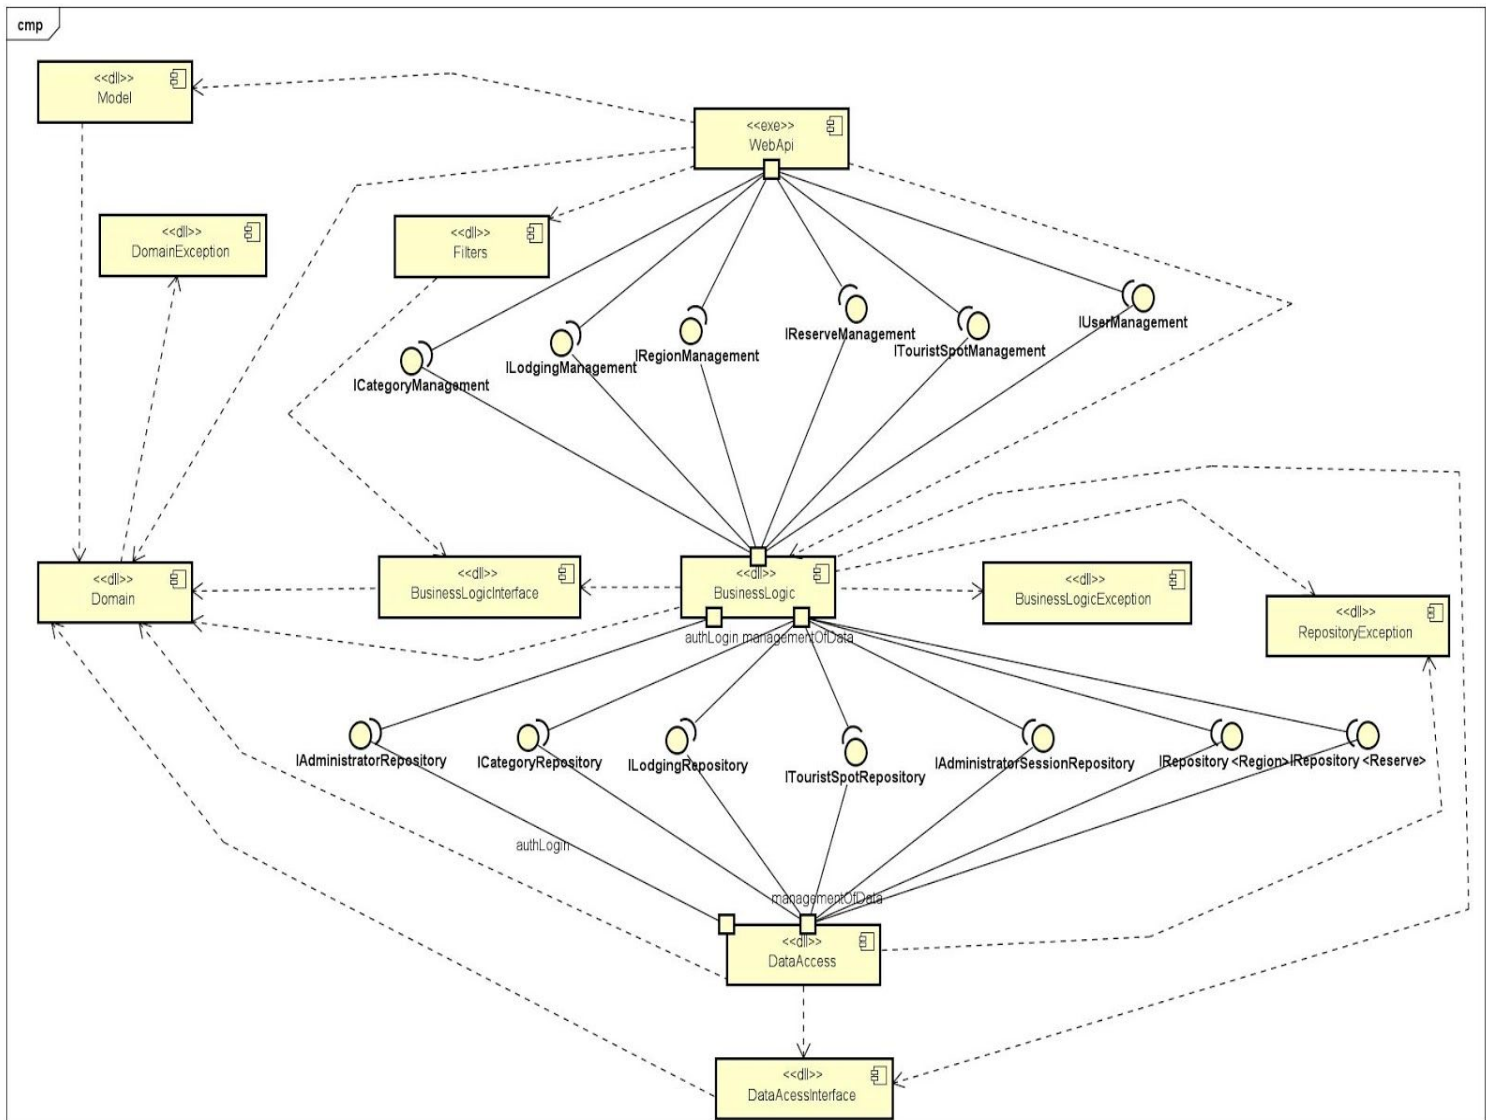 cmp
<<dll>>
Model
<<exe>>
WebApi
<<dll>>
DomainException
<<dll>>
Filters
IUserManagement
IReserveManagement
ITouristSpotManagement
IRegionManagement
ILodgingManagement
ICategoryManagement
<<dll>>
Domain
<<dll>>
BusinessLogicInterface
<<dll>>
BusinessLogic
<<dll>>
BusinessLogicException
<<dll>>
RepositoryException
authLogin managementOfData
IAdministratorRepository
ICategoryRepository
ILodgingRepository
ITouristSpotRepository
IAdministratorSessionRepository
IRepository <Region>
IRepository <Reserve>
authLogin
managementOfData
<<dll>>
DataAccess
<<dll>>
DataAcessInterface